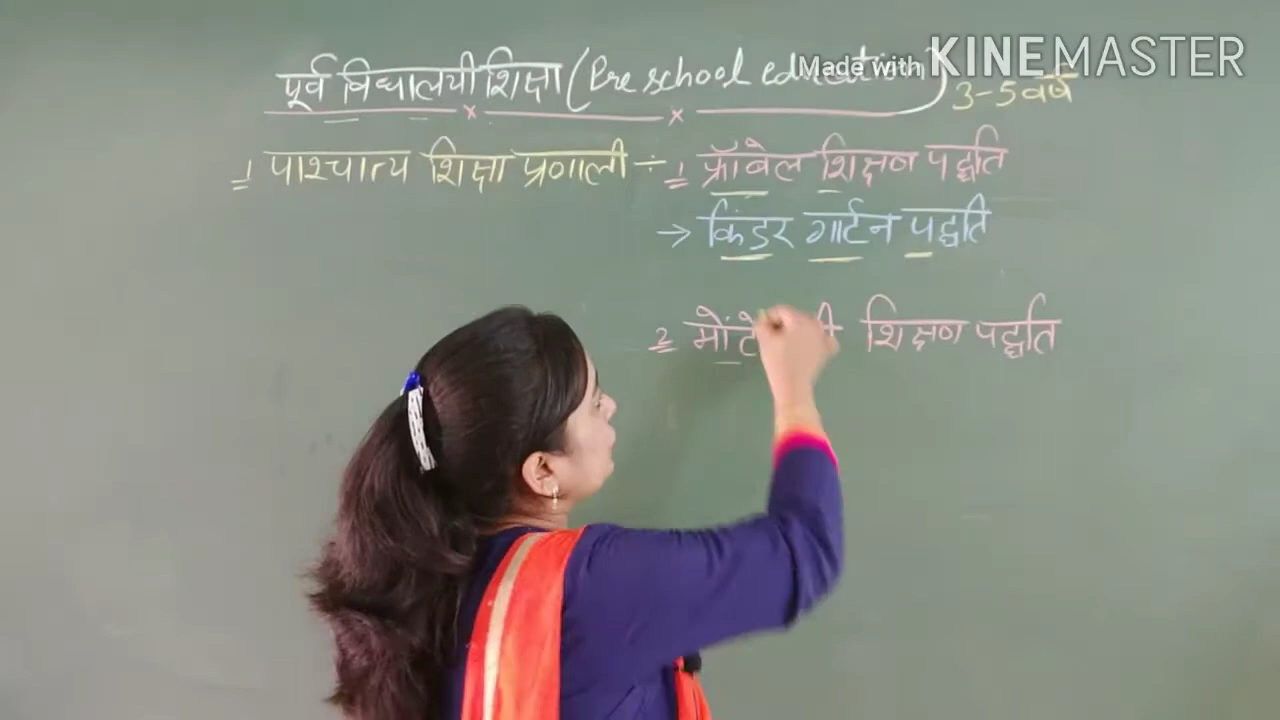 Made with KINEMASTER
पूर्व विद्यालयी शिक्षा (Pre school education) 3-5 वर्ष
1 पाश्चात्य शिक्षा प्रणाली ÷ 1 फ्रॉबेल शिक्षण पद्धति
→ किंडर गार्टन पद्धति
2 शिक्षण पद्धति